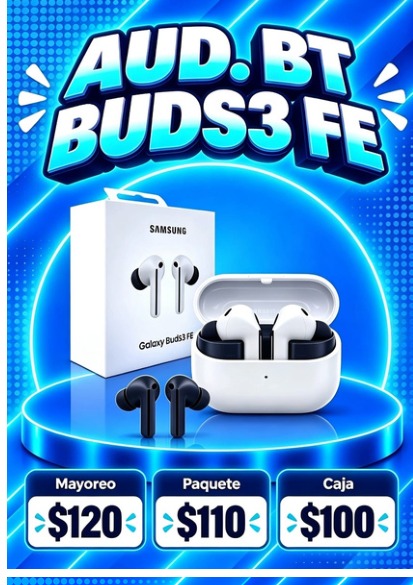 AUD. BT
BUDS3 FE
SAMSUNG
Galaxy Buds3 FE
Mayoreo
$120
Paquete
$110
Caja
$100